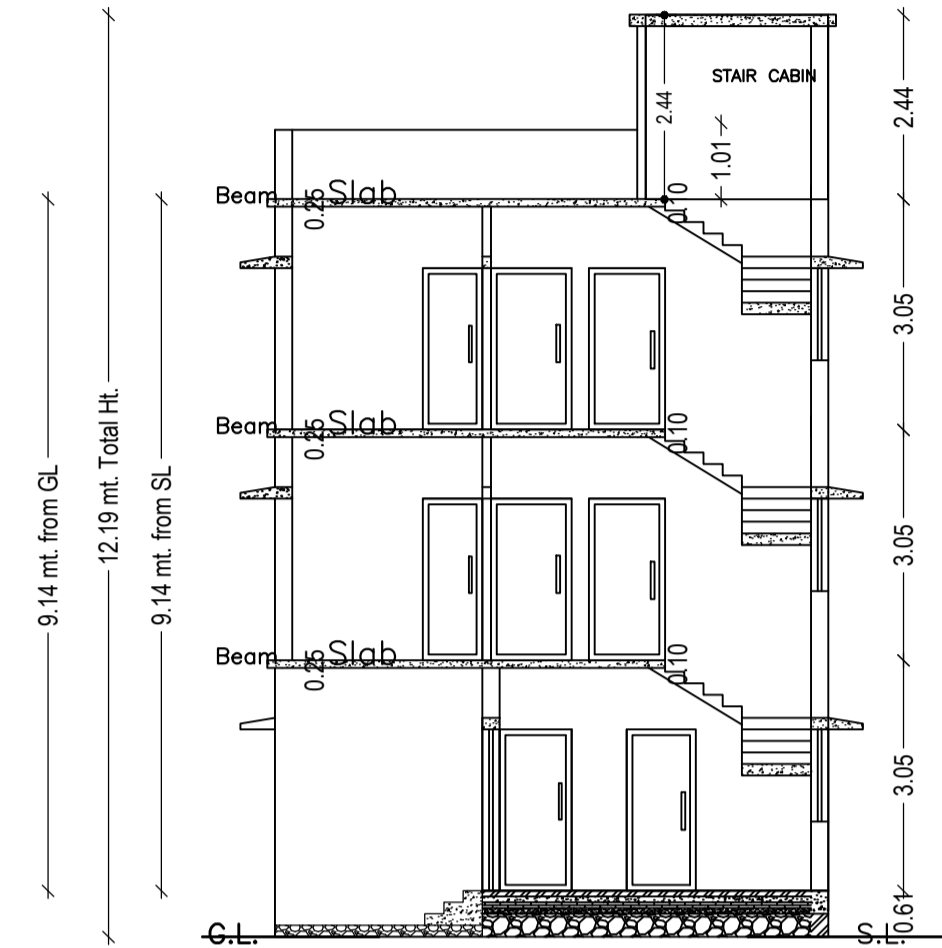 STAIR CABIN
2.44
2.44
1.01
Beam
0.25
Slab
0.10
3.05
12.19 mt. Total Ht.
Beam
0.25
Slab
0.10
9.14 mt. from GL
9.14 mt. from SL
3.05
Beam
0.25
Slab
0.10
3.05
0.61
G.L.
S.L.